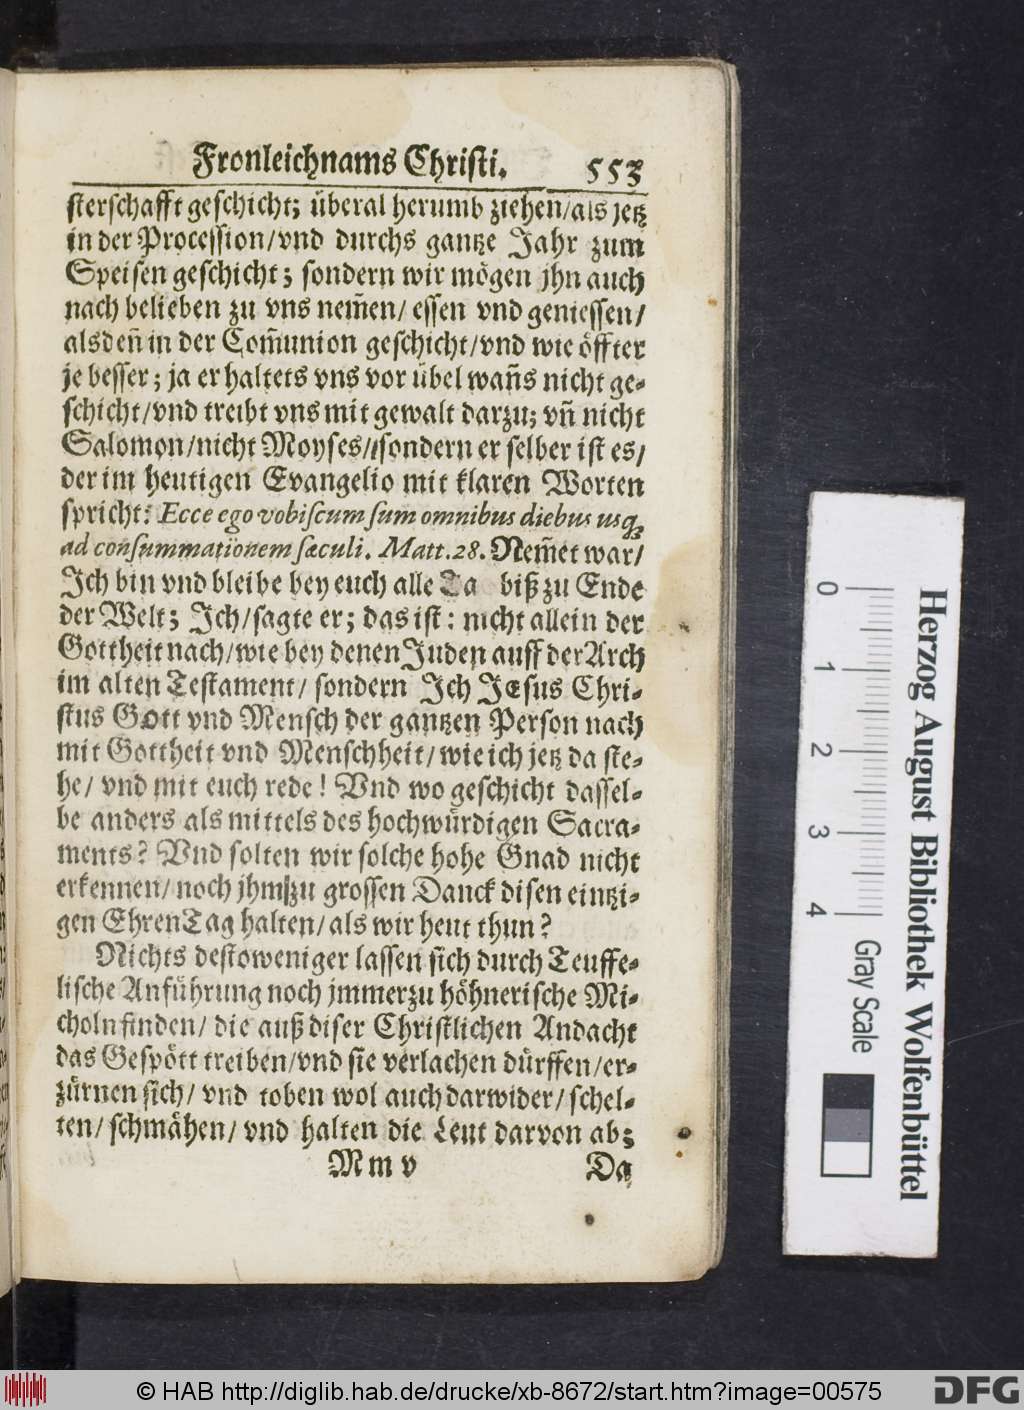 Fronleichnams Christi. 553
sterschafft geschicht; überal herumb ziehen/als jetz
in der Procession/vnd durchs gantze Jahr zum
Speisen geschicht; sondern wir mögen jhn auch
nach belieben zu vns nem̃en/ essen vnd geniessen/
alsdeñ in der Com̃union geschicht/vnd wie öffter
je besser; ja er haltets vns vor übel wañs nicht ge-
schicht/vnd treibt vns mit gewalt darzu; vñ nicht
Salomon/nicht Moyses//sondern er selber ist es/
der im heutigen Evangelio mit klaren Worten
spricht: Ecce ego vobiscum sum omnibus diebus usq;
ad consummationem sæculi. Matt.28. Nem̃et war/
Jch bin vnd bleibe bey euch alle Ta biß zu Ende
der Welt; Jch/sagte er; das ist: nicht allein der
Gottheit nach/wie bey denen Juden auff der Arch
im alten Testament/ sondern Jch JEsus Chri-
stus Gott vnd Mensch der gantzen Person nach
mit Gottheit vnd Menschheit/ wie ich jetz da ste-
he/ vnd mit euch rede! Vnd wo geschicht dassel-
be anders als mittels des hochwürdigen Sacra-
ments? Vnd solten wir solche hohe Gnad nicht
erkennen/ noch jhm zu grossen Danck disen eintzi-
gen EhrenTag halten/ als wir heut thun?
Nichts destoweniger lassen sich durch Teuffe-
lische Anführung noch jmmerzu höhnerische Mi-
choln finden/ die auß diser Christlichen Andacht
das Gespött treiben/vnd sie verlachen dürffen/er-
zürnen sich/ vnd toben wol auch darwider/ schel-
ten/ schmähen/ vnd halten die Leut darvon ab;
M m v Da
0 1 2 3 4
Gray Scale
Herzog August Bibliothek Wolfenbüttel
© HAB http://diglib.hab.de/drucke/xb-8672/start.htm?image=00575
DFG